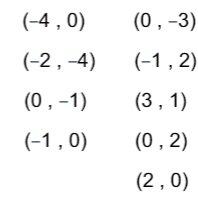 (–4 , 0) (0 , –3)
(–2 , –4) (–1 , 2)
(0 , –1) (3 , 1)
(–1 , 0) (0 , 2)
(2 , 0)